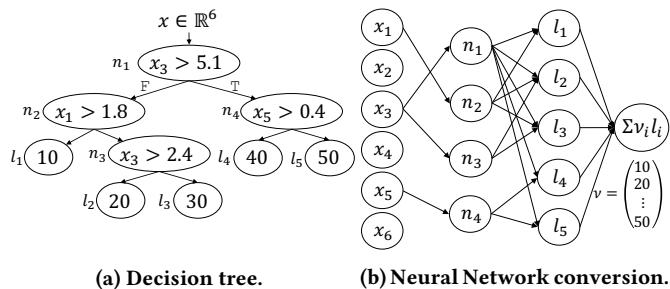 x ∈ ℝ⁶
n₁ x₃ > 5.1
𝔽 𝕋
n₂ x₁ > 1.8
n₄ x₅ > 0.4
l₁ 10
n₃ x₃ > 2.4
l₄ 40
l₅ 50
l₂ 20
l₃ 30
(a) Decision tree.
x₁
x₂
x₃
x₄
x₅
x₆
n₁
n₂
n₃
n₄
l₁
l₂
l₃
l₄
l₅
Σνᵢlᵢ
ν = (10
20
⋮
50)
(b) Neural Network conversion.